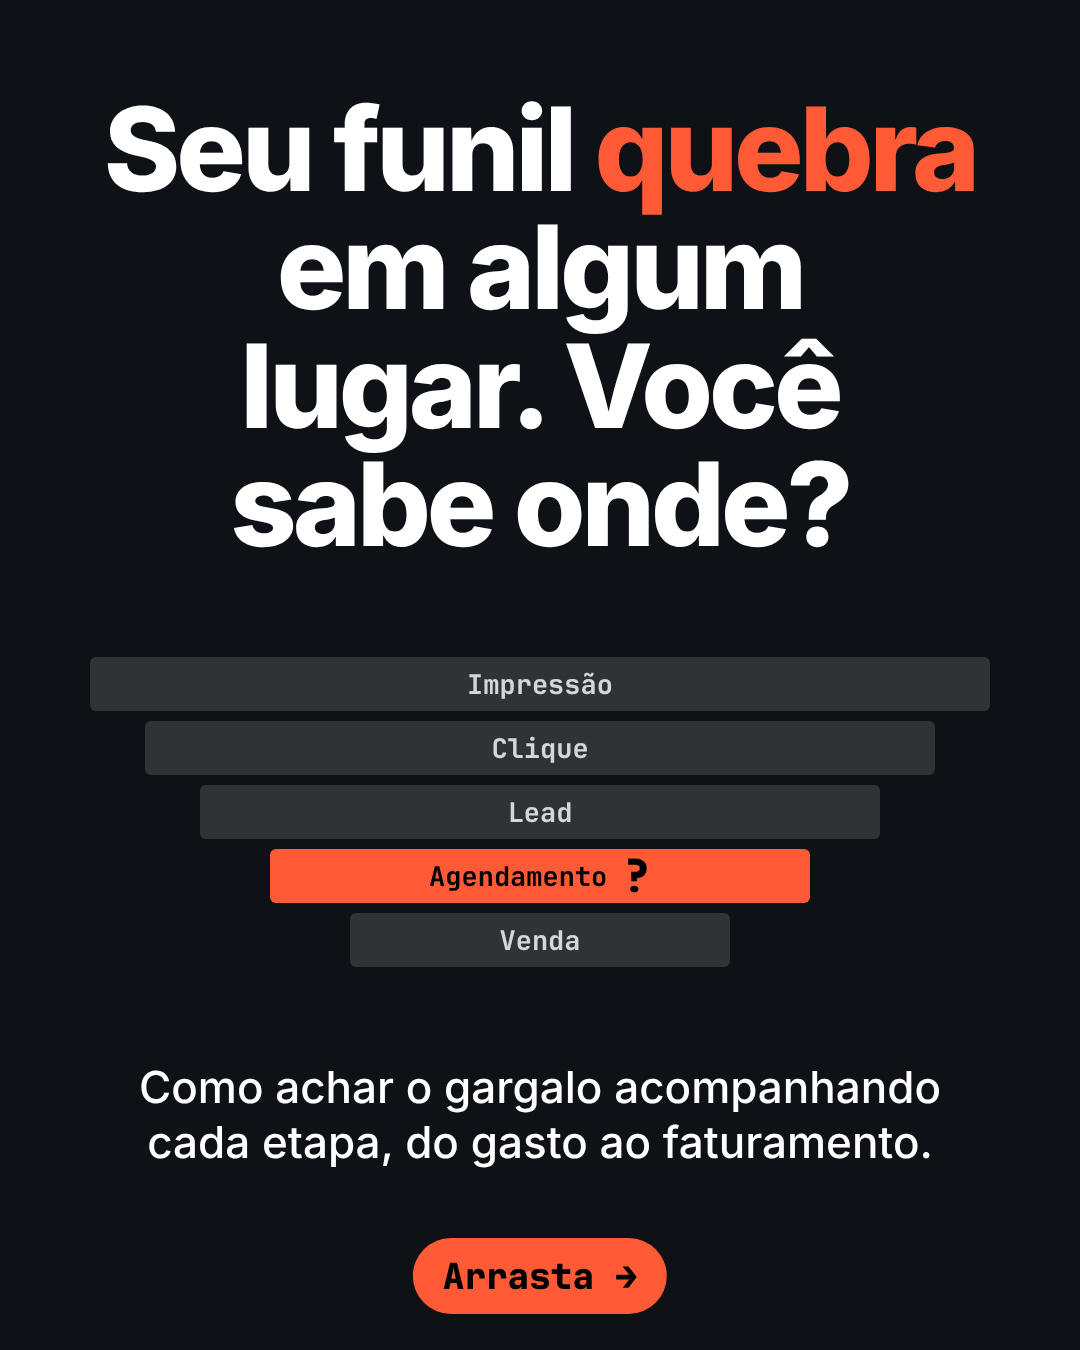 Seu funil quebra
em algum
lugar. Você
sabe onde?
Impressão
Clique
Lead
Agendamento ?
Venda
Como achar o gargalo acompanhando
cada etapa, do gasto ao faturamento.
Arrasta →